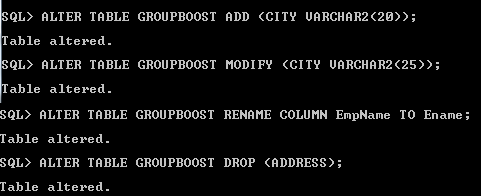 SQL> ALTER TABLE GROUPBOOST ADD (CITY VARCHAR2(20));
Table altered.
SQL> ALTER TABLE GROUPBOOST MODIFY (CITY VARCHAR2(25));
Table altered.
SQL> ALTER TABLE GROUPBOOST RENAME COLUMN EmpName TO Ename;
Table altered.
SQL> ALTER TABLE GROUPBOOST DROP (ADDRESS);
Table altered.